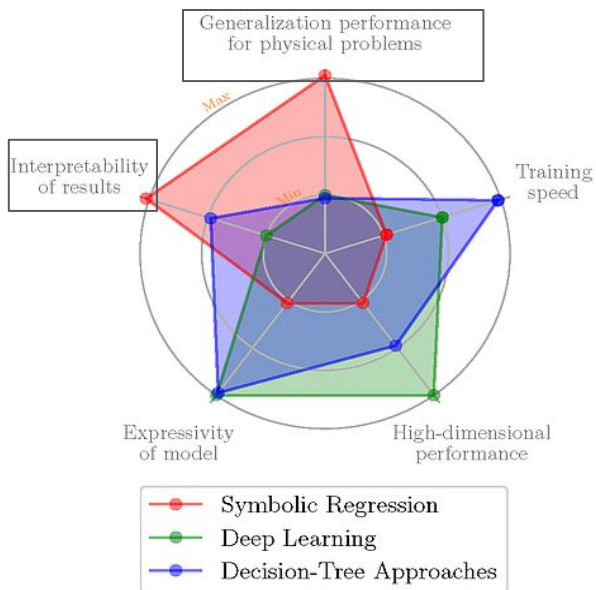 Generalization performance
for physical problems
Max
Interpretability
of results
Min
Training
speed
Expressivity
of model
High-dimensional
performance
Symbolic Regression
Deep Learning
Decision-Tree Approaches